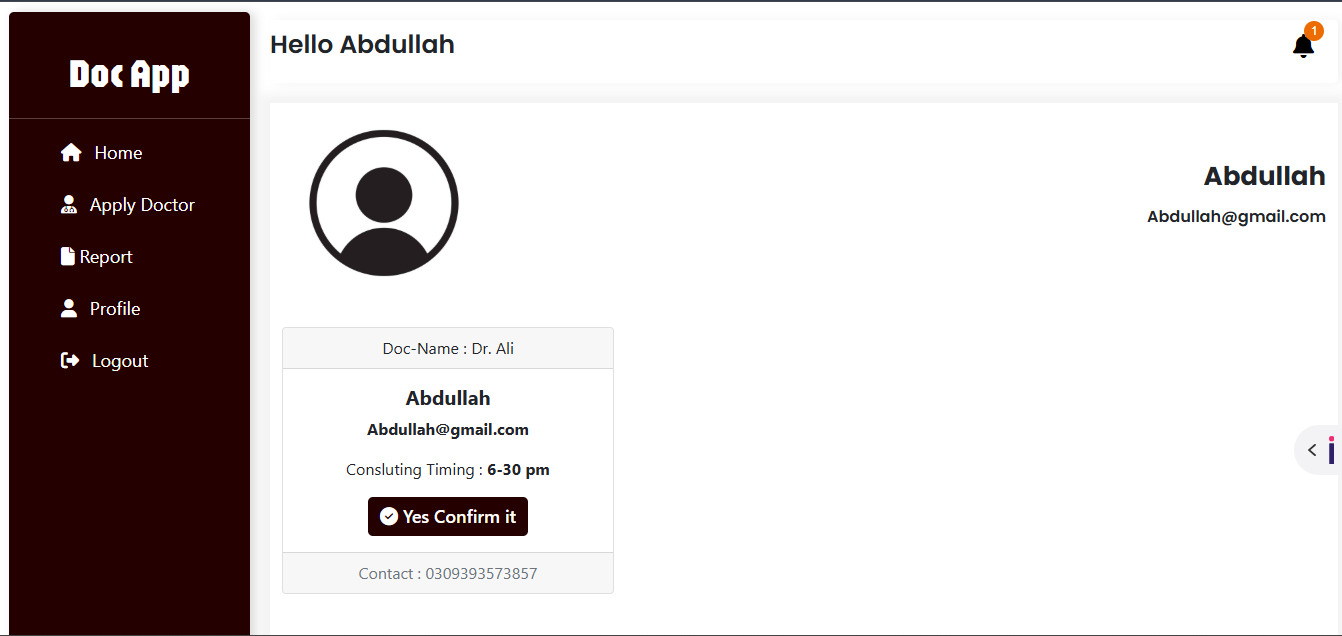 Doc App
Home
Apply Doctor
Report
Profile
Logout
Hello Abdullah
1
Abdullah
Abdullah@gmail.com
Doc-Name : Dr. Ali
Abdullah
Abdullah@gmail.com
Consluting Timing : 6-30 pm
Yes Confirm it
Contact : 0309393573857